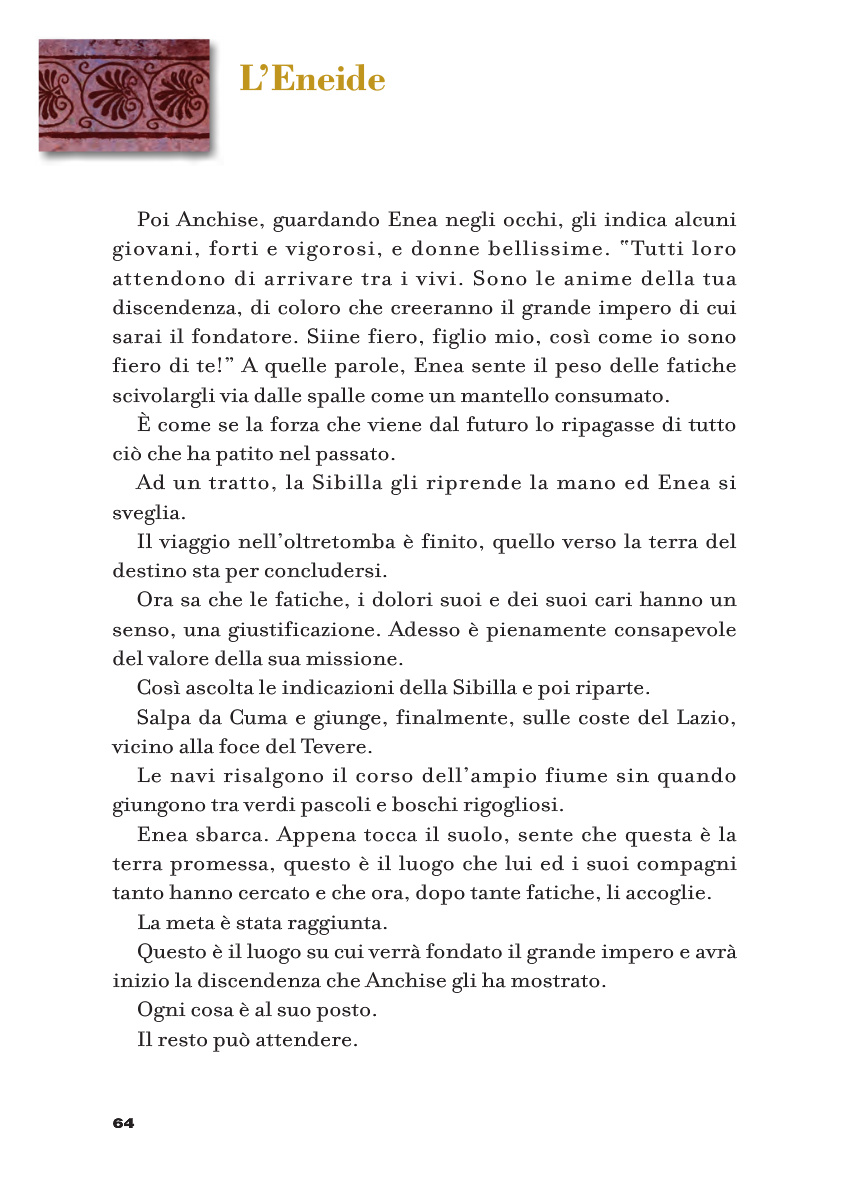 L’Eneide
Poi Anchise, guardando Enea negli occhi, gli indica alcuni
giovani, forti e vigorosi, e donne bellissime. “Tutti loro
attendono di arrivare tra i vivi. Sono le anime della tua
discendenza, di coloro che creeranno il grande impero di cui
sarai il fondatore. Siine fiero, figlio mio, così come io sono
fiero di te!” A quelle parole, Enea sente il peso delle fatiche
scivolargli via dalle spalle come un mantello consumato.
È come se la forza che viene dal futuro lo ripagasse di tutto
ciò che ha patito nel passato.
Ad un tratto, la Sibilla gli riprende la mano ed Enea si
sveglia.
Il viaggio nell’oltretomba è finito, quello verso la terra del
destino sta per concludersi.
Ora sa che le fatiche, i dolori suoi e dei suoi cari hanno un
senso, una giustificazione. Adesso è pienamente consapevole
del valore della sua missione.
Così ascolta le indicazioni della Sibilla e poi riparte.
Salpa da Cuma e giunge, finalmente, sulle coste del Lazio,
vicino alla foce del Tevere.
Le navi risalgono il corso dell’ampio fiume sin quando
giungono tra verdi pascoli e boschi rigogliosi.
Enea sbarca. Appena tocca il suolo, sente che questa è la
terra promessa, questo è il luogo che lui ed i suoi compagni
tanto hanno cercato e che ora, dopo tante fatiche, li accoglie.
La meta è stata raggiunta.
Questo è il luogo su cui verrà fondato il grande impero e avrà
inizio la discendenza che Anchise gli ha mostrato.
Ogni cosa è al suo posto.
Il resto può attendere.
64